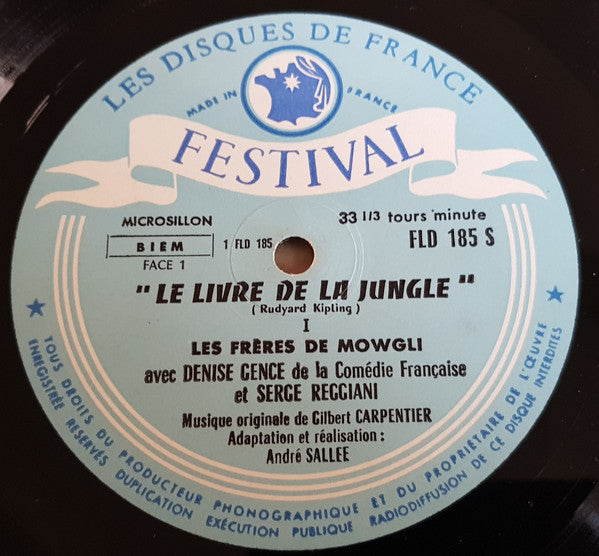 LES DISQUES DE FRANCE
MADE IN FRANCE
FESTIVAL
MICROSILLON
33 1/3 tours minute
BIEM
1 FLD 185
FLD 185 S
FACE 1
" LE LIVRE DE LA JUNGLE "
( Rudyard Kipling )
I
LES FRÈRES DE MOWGLI
avec DENISE GENCE de la Comédie Française
et SERGE REGGIANI
Musique originale de Gilbert CARPENTIER
Adaptation et réalisation :
André SALLEE
TOUS DROITS DU PRODUCTEUR PHONOGRAPHIQUE ET DU PROPRIÉTAIRE DE L'ŒUVRE
ENREGISTRÉE RÉSERVÉS DUPLICATION EXÉCUTION PUBLIQUE RADIODIFFUSION DE CE DISQUE INTERDITES